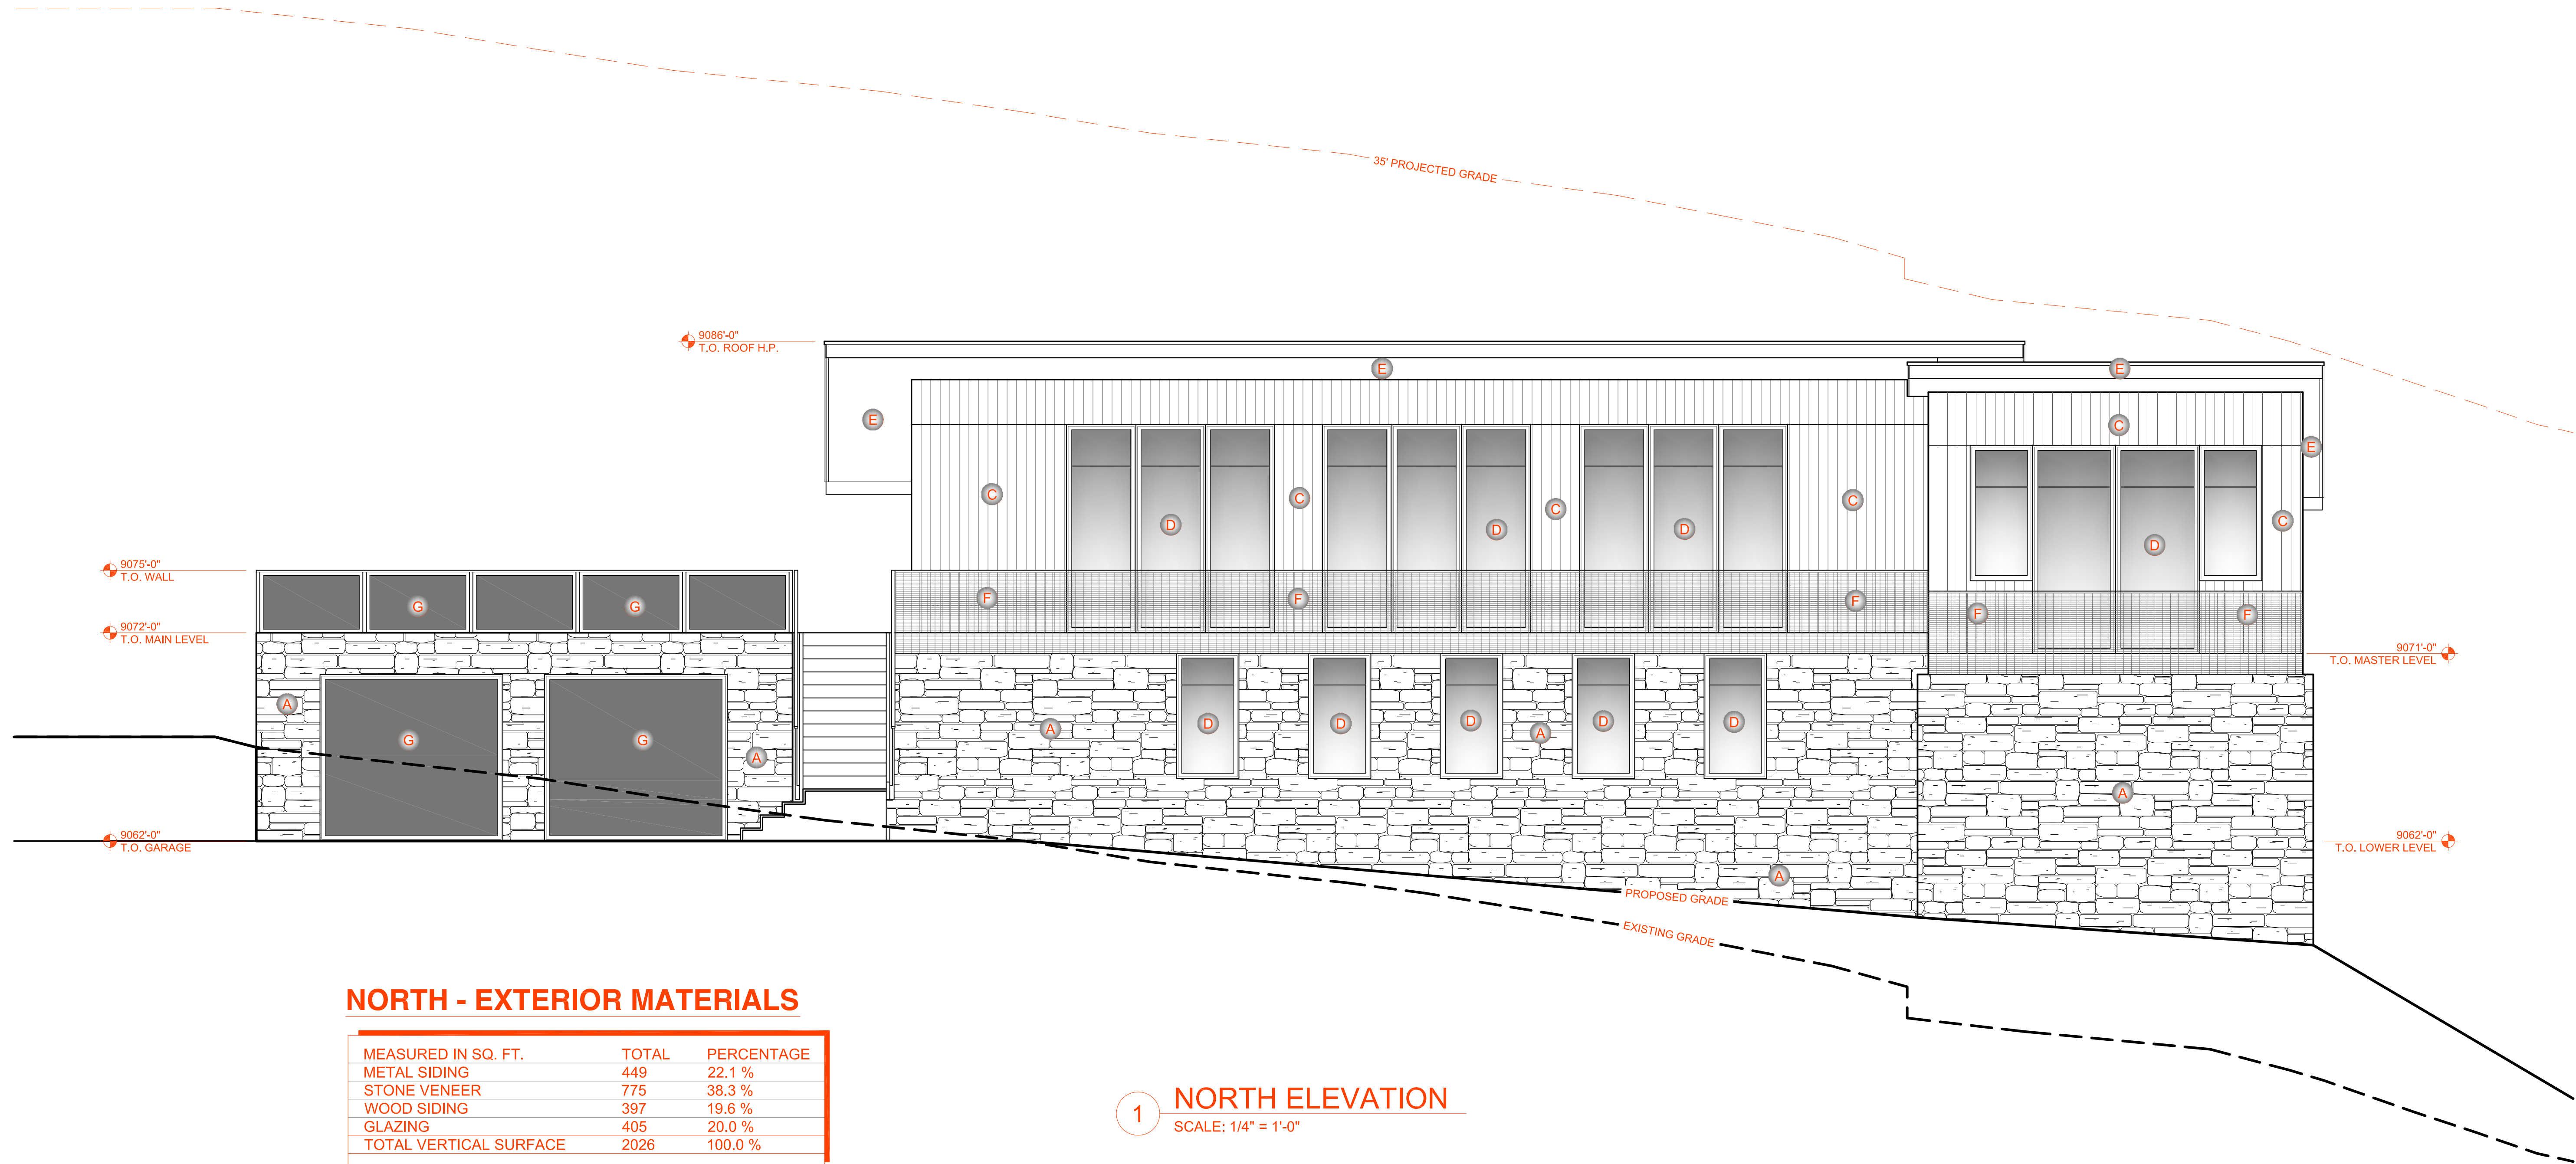 35' PROJECTED GRADE
9086'-0"
T.O. ROOF H.P.
E
E
E
C
E
C
C
C
C
C
D
D
D
D
9075'-0"
T.O. WALL
G
G
F
F
F
F
F
9072'-0"
T.O. MAIN LEVEL
9071'-0"
T.O. MASTER LEVEL
A
G
G
A
A
D
D
D
A
D
D
A
9062'-0"
T.O. GARAGE
9062'-0"
T.O. LOWER LEVEL
A
PROPOSED GRADE
EXISTING GRADE
NORTH - EXTERIOR MATERIALS
MEASURED IN SQ. FT. TOTAL PERCENTAGE
METAL SIDING 449 22.1 %
STONE VENEER 775 38.3 %
WOOD SIDING 397 19.6 %
GLAZING 405 20.0 %
TOTAL VERTICAL SURFACE 2026 100.0 %
1 NORTH ELEVATION
SCALE: 1/4" = 1'-0"